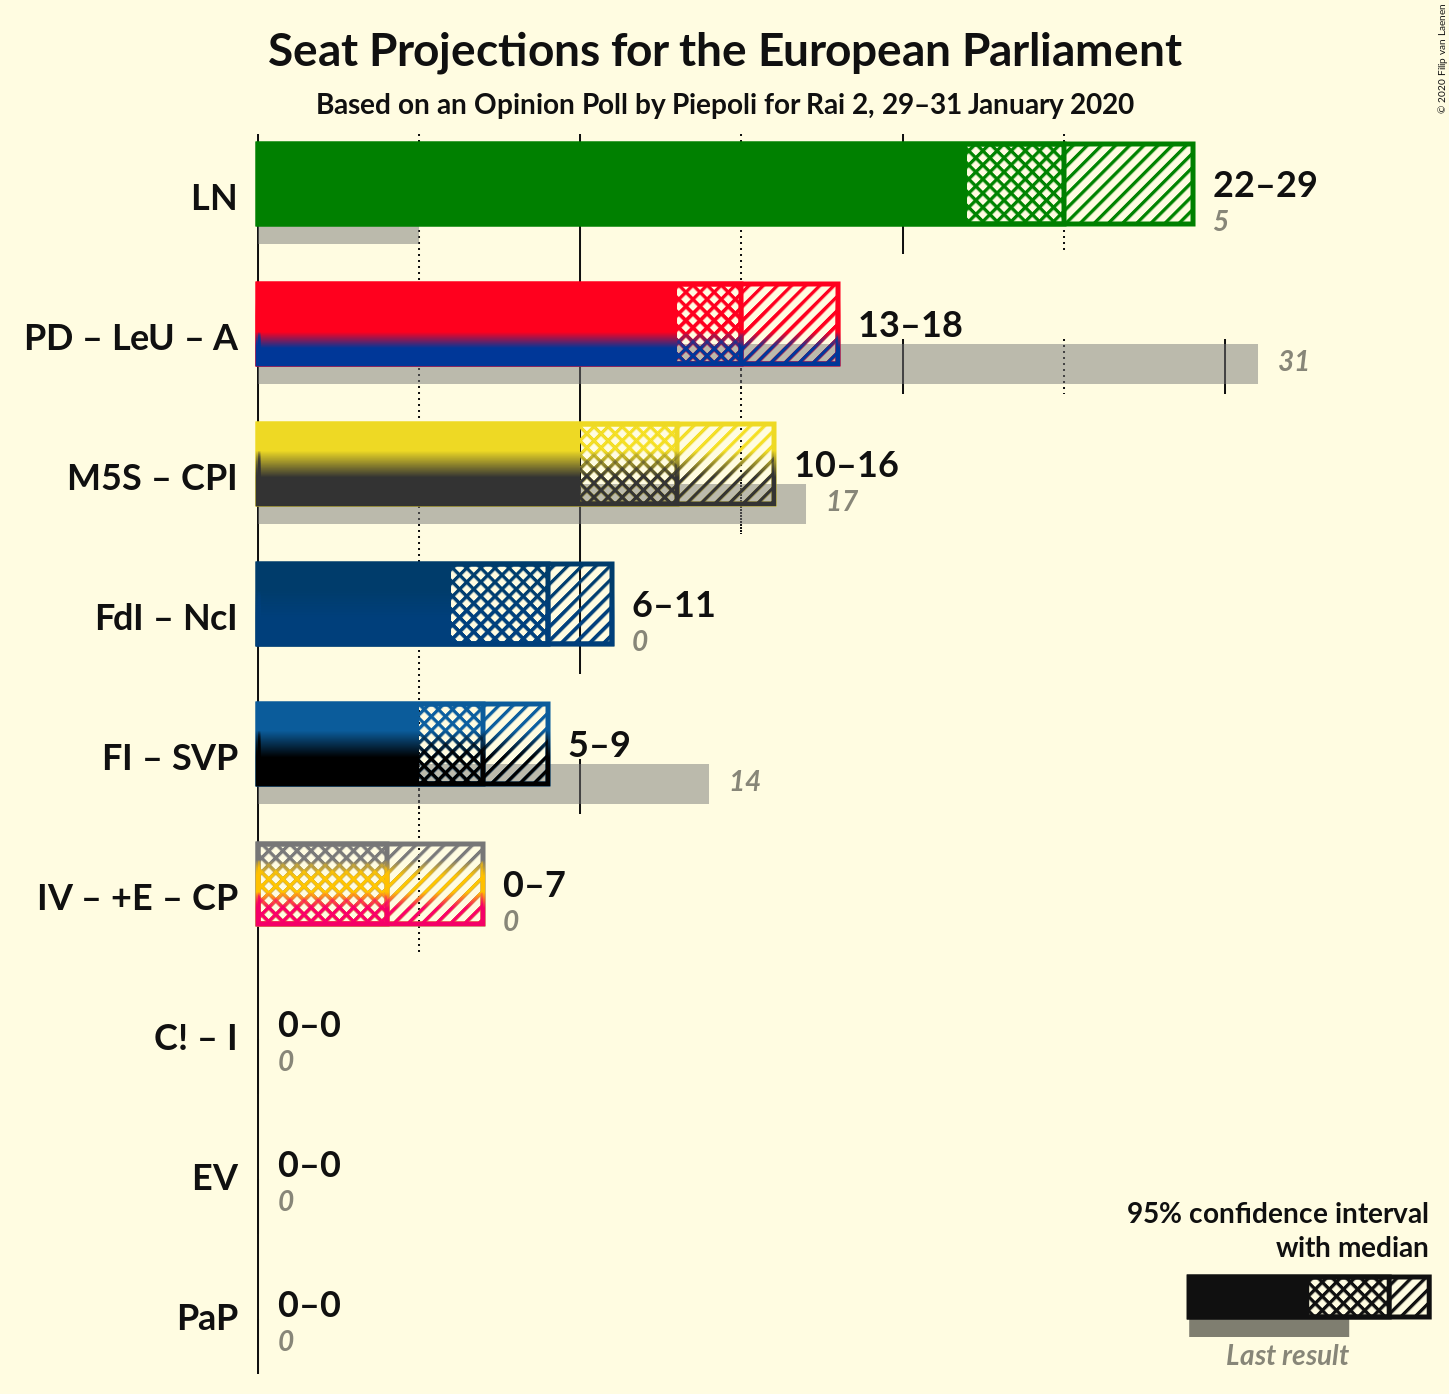 Seat Projections for the European Parliament
Based on an Opinion Poll by Piepoli for Rai 2, 29–31 January 2020
© 2020 Filip van Laenen
LN
22–29
5
PD – LeU – A
13–18
31
M5S – CPI
10–16
17
FdI – NcI
6–11
0
FI – SVP
5–9
14
IV – +E – CP
0–7
0
C! – I
0–0
0
EV
0–0
0
PaP
0–0
0
95% confidence interval
with median
Last result